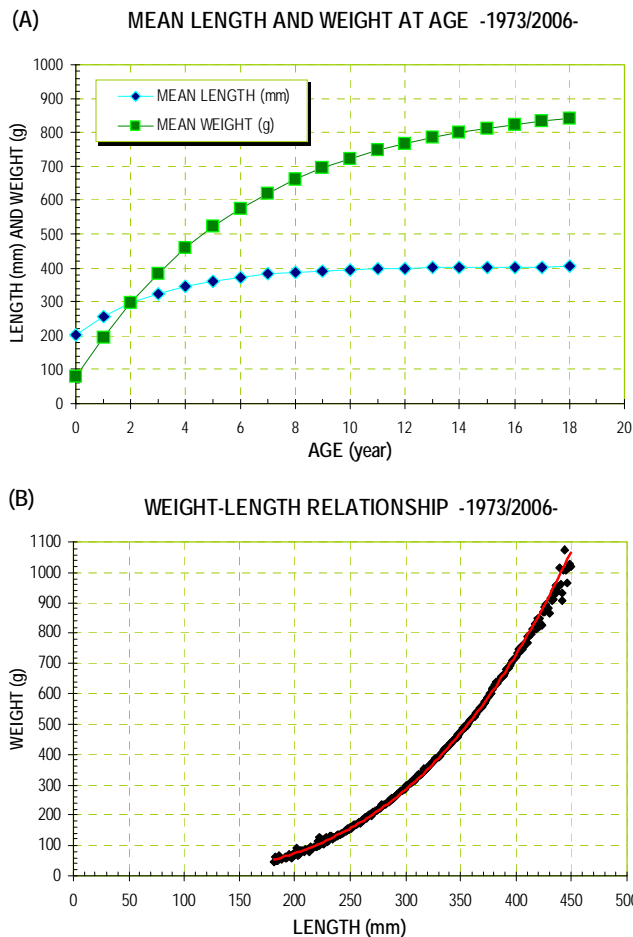 (A)
MEAN LENGTH AND WEIGHT AT AGE -1973/2006-
LENGTH (mm) AND WEIGHT (g)
1000
900
800
700
600
500
400
300
200
100
0
MEAN LENGTH (mm)
MEAN WEIGHT (g)
0 2 4 6 8 10 12 14 16 18 20
AGE (year)
(B)
WEIGHT-LENGTH RELATIONSHIP -1973/2006-
WEIGHT (g)
1100
1000
900
800
700
600
500
400
300
200
100
0
0 50 100 150 200 250 300 350 400 450 500
LENGTH (mm)